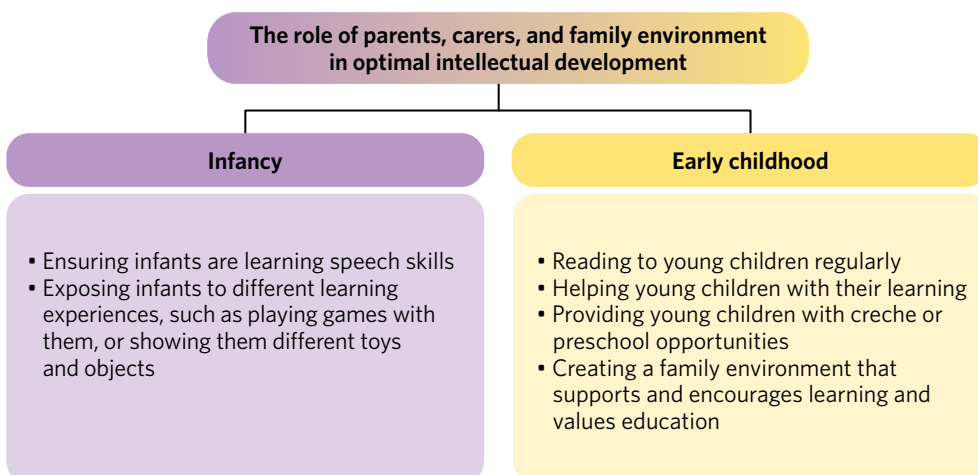 The role of parents, carers, and family environment
in optimal intellectual development
Infancy
• Ensuring infants are learning speech skills
• Exposing infants to different learning
experiences, such as playing games with
them, or showing them different toys
and objects
Early childhood
• Reading to young children regularly
• Helping young children with their learning
• Providing young children with creche or
preschool opportunities
• Creating a family environment that
supports and encourages learning and
values education